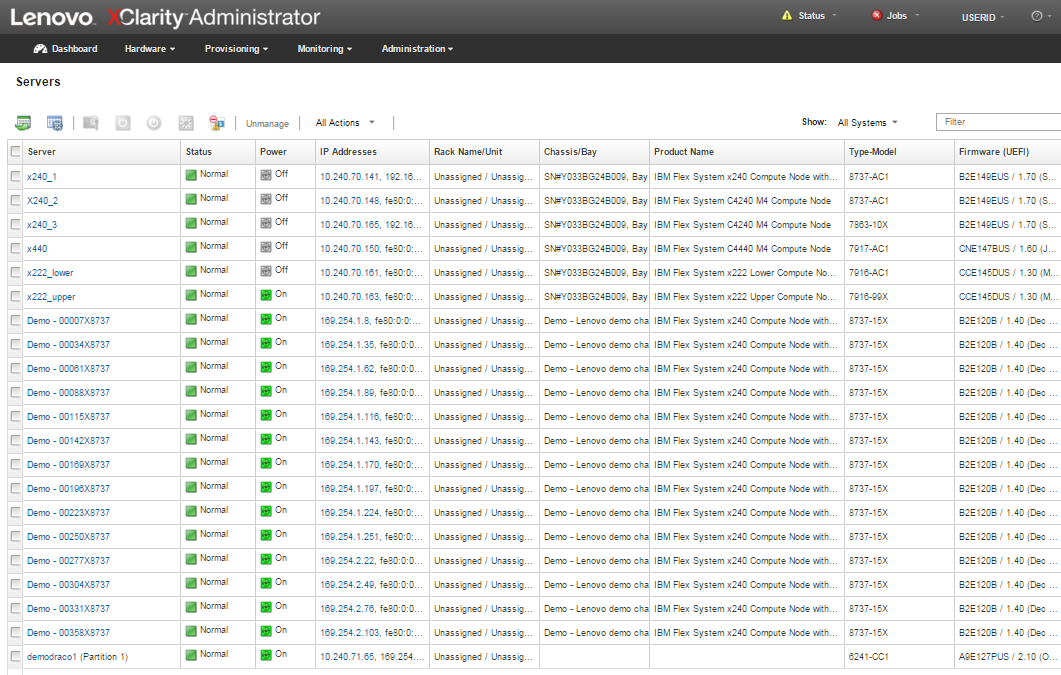 Lenovo XClarity Administrator Status Jobs USERID
Dashboard Hardware Provisioning Monitoring Administration
Servers
Unmanage All Actions Show: All Systems Filter
Server Status Power IP Addresses Rack Name/Unit Chassis/Bay Product Name Type-Model Firmware (UEFI)
x240_1 Normal Off 10.240.70.141, 192.16... Unassigned / Unassig... SN#Y033BG24B009, Bay IBM Flex System x240 Compute Node with... 8737-AC1 B2E149EUS / 1.70 (S...
X240_2 Normal Off 10.240.70.148, fe80:0:... Unassigned / Unassig... SN#Y033BG24B009, Bay IBM Flex System C4240 M4 Compute Node 8737-AC1 B2E149EUS / 1.70 (S...
x240_3 Normal Off 10.240.70.165, 192.16... Unassigned / Unassig... SN#Y033BG24B009, Bay IBM Flex System C4240 M4 Compute Node 7863-10X B2E149EUS / 1.70 (S...
x440 Normal Off 10.240.70.150, fe80:0:... Unassigned / Unassig... SN#Y033BG24B009, Bay IBM Flex System C4440 M4 Compute Node 7917-AC1 CNE147BUS / 1.60 (J...
x222_lower Normal Off 10.240.70.161, fe80:0:... Unassigned / Unassig... SN#Y033BG24B009, Bay IBM Flex System x222 Lower Compute No... 7916-AC1 CCE145DUS / 1.30 (M...
x222_upper Normal On 10.240.70.163, fe80:0:... Unassigned / Unassig... SN#Y033BG24B009, Bay IBM Flex System x222 Upper Compute No... 7916-99X CCE145DUS / 1.30 (M...
Demo - 00007X8737 Normal On 169.254.1.8, fe80:0:0:... Unassigned / Unassig... Demo - Lenovo demo cha IBM Flex System x240 Compute Node with... 8737-15X B2E120B / 1.40 (Dec ...
Demo - 00034X8737 Normal On 169.254.1.35, fe80:0:0... Unassigned / Unassig... Demo - Lenovo demo cha IBM Flex System x240 Compute Node with... 8737-15X B2E120B / 1.40 (Dec ...
Demo - 00061X8737 Normal On 169.254.1.62, fe80:0:0... Unassigned / Unassig... Demo - Lenovo demo cha IBM Flex System x240 Compute Node with... 8737-15X B2E120B / 1.40 (Dec ...
Demo - 00088X8737 Normal On 169.254.1.89, fe80:0:0... Unassigned / Unassig... Demo - Lenovo demo cha IBM Flex System x240 Compute Node with... 8737-15X B2E120B / 1.40 (Dec ...
Demo - 00115X8737 Normal On 169.254.1.116, fe80:0:... Unassigned / Unassig... Demo - Lenovo demo cha IBM Flex System x240 Compute Node with... 8737-15X B2E120B / 1.40 (Dec ...
Demo - 00142X8737 Normal On 169.254.1.143, fe80:0:... Unassigned / Unassig... Demo - Lenovo demo cha IBM Flex System x240 Compute Node with... 8737-15X B2E120B / 1.40 (Dec ...
Demo - 00169X8737 Normal On 169.254.1.170, fe80:0:... Unassigned / Unassig... Demo - Lenovo demo cha IBM Flex System x240 Compute Node with... 8737-15X B2E120B / 1.40 (Dec ...
Demo - 00196X8737 Normal On 169.254.1.197, fe80:0:... Unassigned / Unassig... Demo - Lenovo demo cha IBM Flex System x240 Compute Node with... 8737-15X B2E120B / 1.40 (Dec ...
Demo - 00223X8737 Normal On 169.254.1.224, fe80:0:... Unassigned / Unassig... Demo - Lenovo demo cha IBM Flex System x240 Compute Node with... 8737-15X B2E120B / 1.40 (Dec ...
Demo - 00250X8737 Normal On 169.254.1.251, fe80:0:... Unassigned / Unassig... Demo - Lenovo demo cha IBM Flex System x240 Compute Node with... 8737-15X B2E120B / 1.40 (Dec ...
Demo - 00277X8737 Normal On 169.254.2.22, fe80:0:0... Unassigned / Unassig... Demo - Lenovo demo cha IBM Flex System x240 Compute Node with... 8737-15X B2E120B / 1.40 (Dec ...
Demo - 00304X8737 Normal On 169.254.2.49, fe80:0:0... Unassigned / Unassig... Demo - Lenovo demo cha IBM Flex System x240 Compute Node with... 8737-15X B2E120B / 1.40 (Dec ...
Demo - 00331X8737 Normal On 169.254.2.76, fe80:0:0... Unassigned / Unassig... Demo - Lenovo demo cha IBM Flex System x240 Compute Node with... 8737-15X B2E120B / 1.40 (Dec ...
Demo - 00358X8737 Normal On 169.254.2.103, fe80:0:... Unassigned / Unassig... Demo - Lenovo demo cha IBM Flex System x240 Compute Node with... 8737-15X B2E120B / 1.40 (Dec ...
demodraco1 (Partition 1) Normal On 10.240.71.65, 169.254.... Unassigned / Unassig... 6241-CC1 A9E127PUS / 2.10 (O...